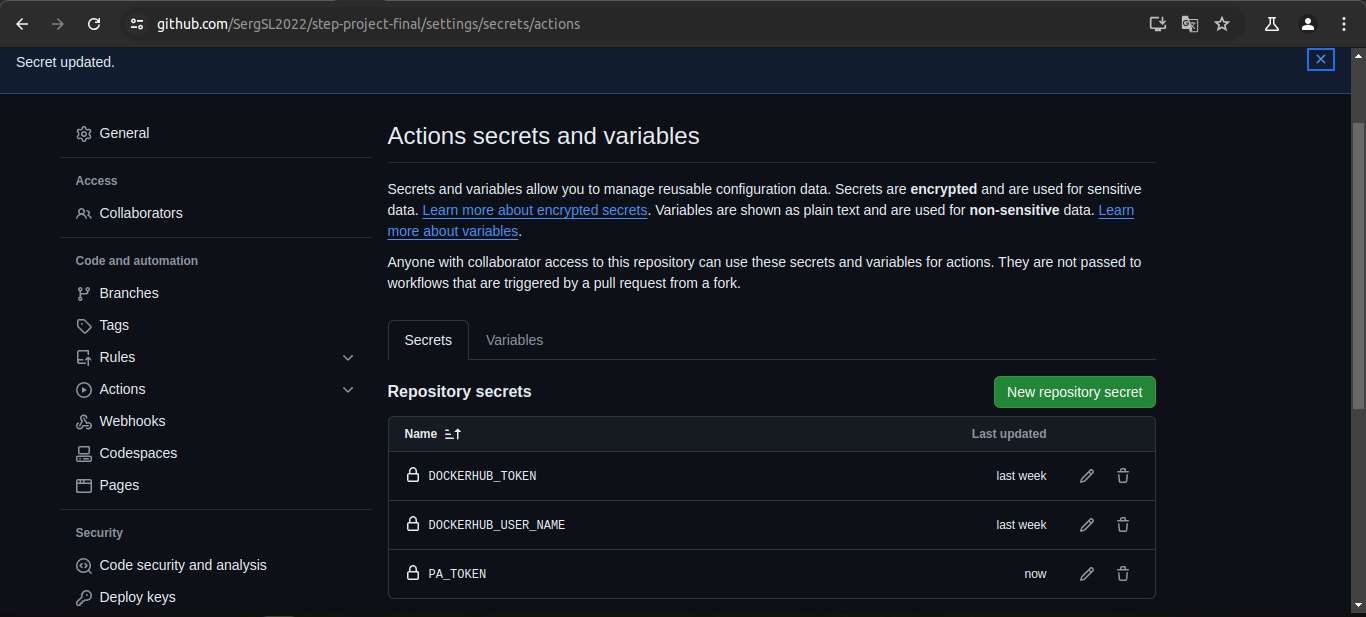 github.com/SergSL2022/step-project-final/settings/secrets/actions
Secret updated.
General
Access
Collaborators
Code and automation
Branches
Tags
Rules
Actions
Webhooks
Codespaces
Pages
Security
Code security and analysis
Deploy keys
Actions secrets and variables
Secrets and variables allow you to manage reusable configuration data. Secrets are encrypted and are used for sensitive
data. Learn more about encrypted secrets. Variables are shown as plain text and are used for non-sensitive data. Learn
more about variables.
Anyone with collaborator access to this repository can use these secrets and variables for actions. They are not passed to
workflows that are triggered by a pull request from a fork.
Secrets Variables
Repository secrets New repository secret
Name Last updated
DOCKERHUB_TOKEN last week
DOCKERHUB_USER_NAME last week
PA_TOKEN now